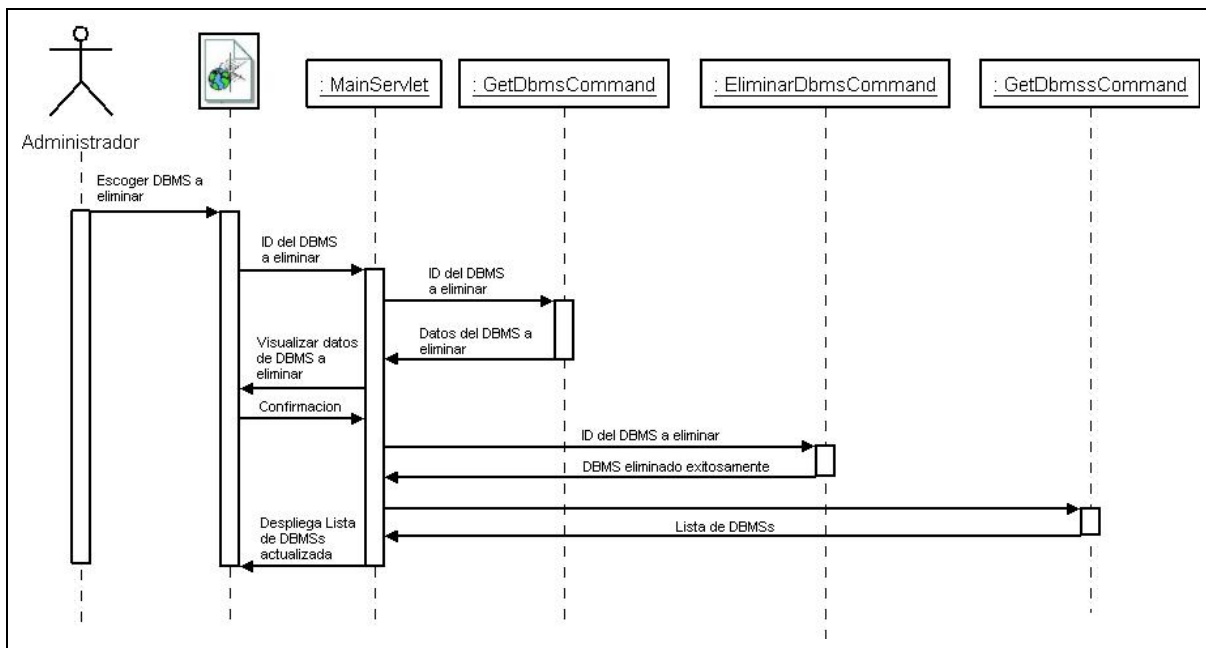 : MainServlet
: GetDbmsCommand
: EliminarDbmsCommand
: GetDbmssCommand
Administrador
Escoger DBMS a
eliminar
ID del DBMS
a eliminar
ID del DBMS
a eliminar
Datos del DBMS a
eliminar
Visualizar datos
de DBMS a
eliminar
Confirmacion
ID del DBMS a eliminar
DBMS eliminado exitosamente
Lista de DBMSs
Despliega Lista
de DBMSs
actualizada